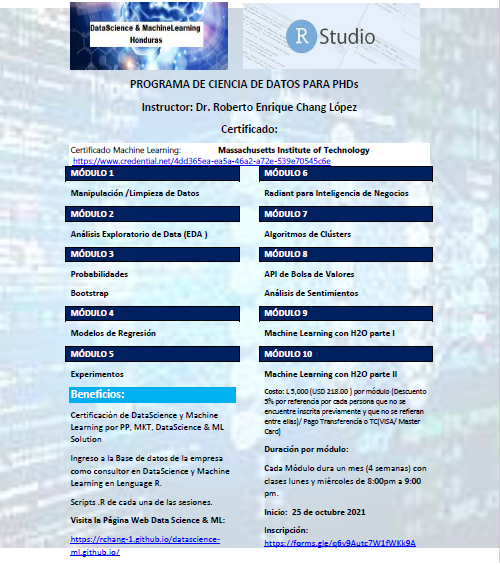 DataScience & MachineLearning
Honduras
R Studio
PROGRAMA DE CIENCIA DE DATOS PARA PHDs
Instructor: Dr. Roberto Enrique Chang López
Certificado:
Certificado Machine Learning: Massachusetts Institute of Technology
https://www.credential.net/4dd365ea-ea5a-46a2-a72e-539e70545c6e
MÓDULO 1
Manipulación /Limpieza de Datos
MÓDULO 2
Análisis Exploratorio de Data (EDA )
MÓDULO 3
Probabilidades
Bootstrap
MÓDULO 4
Modelos de Regresión
MÓDULO 5
Experimentos
Beneficios:
Certificación de DataScience y Machine
Learning por PP, MKT, DataScience & ML
Solution
Ingreso a la Base de datos de la empresa
como consultor en DataScience y Machine
Learning en Lenguage R.
Scripts .R de cada una de las sesiones.
Visita la Página Web Data Science & ML:
https://rchang-1.github.io/datascience-
ml.github.io/
MÓDULO 6
Radiant para Inteligencia de Negocios
MÓDULO 7
Algoritmos de Clústers
MÓDULO 8
API de Bolsa de Valores
Análisis de Sentimientos
MÓDULO 9
Machine Learning con H2O parte I
MÓDULO 10
Machine Learning con H2O parte II
Costo: L 5,000 (USD 218.00 ) por módulo (Descuento
5% por referencia por cada persona que no se
encuentre inscrita previamente y que no se refieran
entre ellas)/ Pago Transferencia o TC(VISA/ Master
Card)
Duración por módulo:
Cada Módulo dura un mes (4 semanas) con
clases lunes y miércoles de 8:00pm a 9:00
pm.
Inicio: 25 de octubre 2021
Inscripción:
https://forms.gle/q6v9Autc7W1fWKk9A